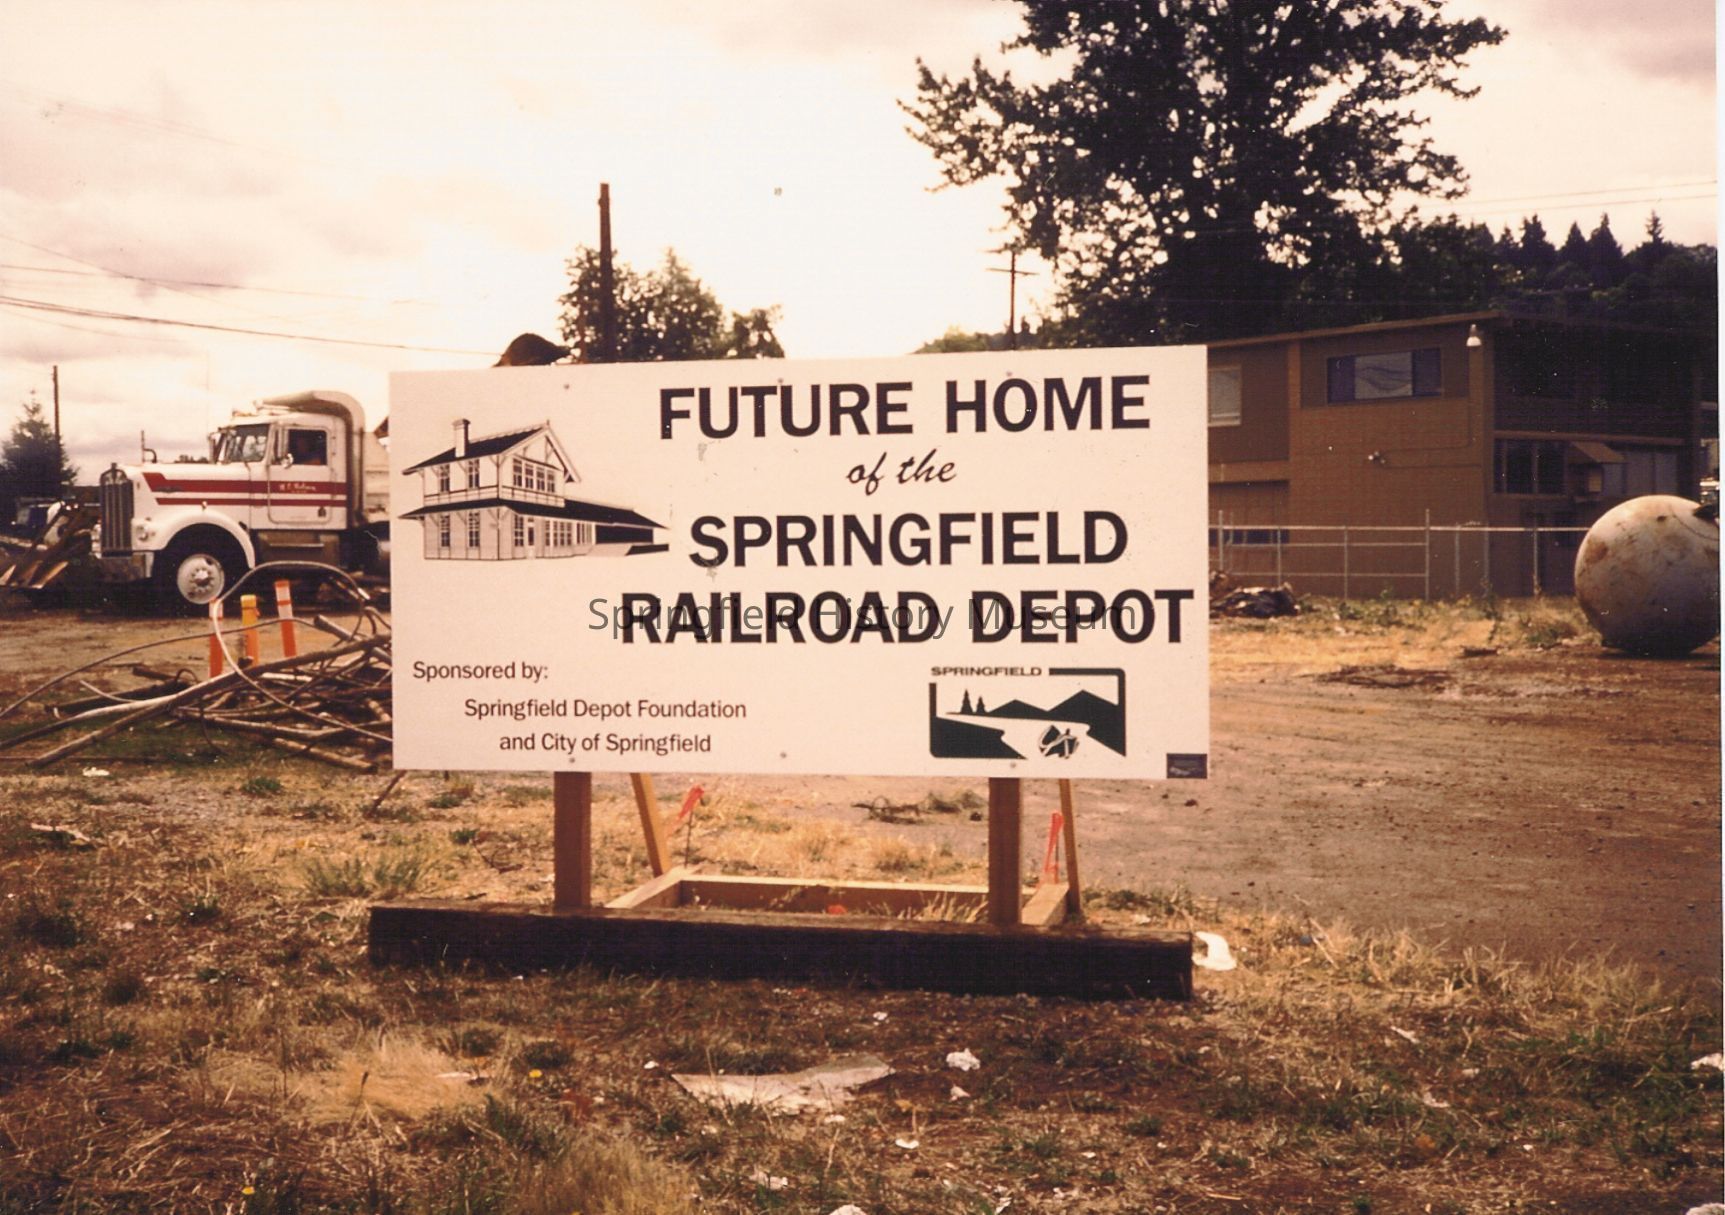 FUTURE HOME
of the
SPRINGFIELD
RAILROAD DEPOT
Springfield History Museum
Sponsored by:
Springfield Depot Foundation
and City of Springfield
SPRINGFIELD